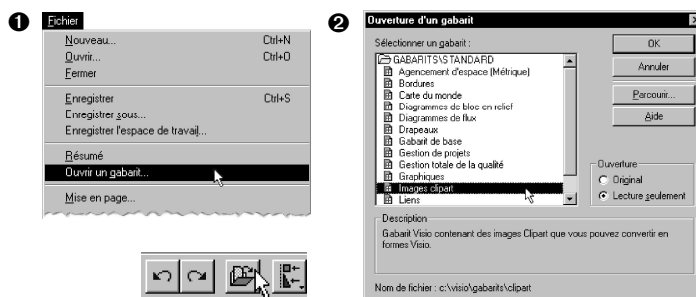 ❶ Fichier
Nouveau... Ctrl+N
Ouvrir... Ctrl+O
Fermer
Enregistrer Ctrl+S
Enregistrer sous...
Enregistrer l'espace de travail...
Résumé
Ouvrir un gabarit...
Mise en page...
❷ Ouverture d'un gabarit
Sélectionner un gabarit :
GABARITS\STANDARD
Agencement d'espace (Métrique)
Bordures
Carte du monde
Diagrammes de bloc en relief
Diagrammes de flux
Drapeaux
Gabarit de base
Gestion de projets
Gestion totale de la qualité
Graphiques
Images clipart
Liens
OK
Annuler
Parcourir...
Aide
Ouverture
Original
Lecture seulement
Description
Gabarit Visio contenant des images Clipart que vous pouvez convertir en
formes Visio.
Nom de fichier : c:\visio\gabarits\clipart